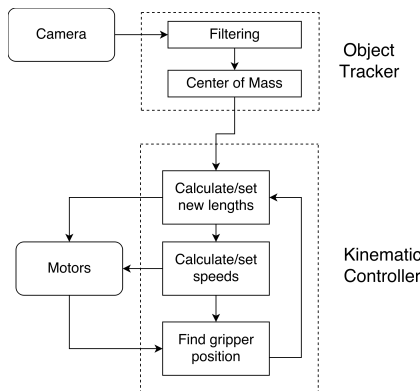 Camera
Filtering
Object
Tracker
Center of Mass
Calculate/set
new lengths
Motors
Calculate/set
speeds
Kinematic
Controller
Find gripper
position